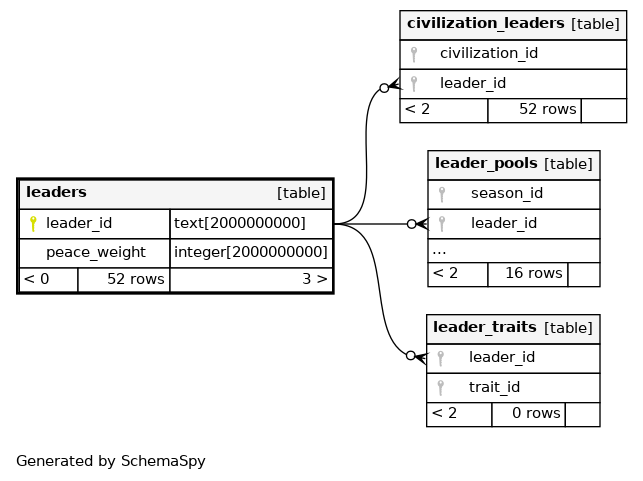 civilization_leaders [table]
civilization_id
leader_id
< 2 52 rows
leader_pools [table]
season_id
leader_id
...
< 2 16 rows
leaders [table]
leader_id text[2000000000]
peace_weight integer[2000000000]
< 0 52 rows 3 >
leader_traits [table]
leader_id
trait_id
< 2 0 rows
Generated by SchemaSpy